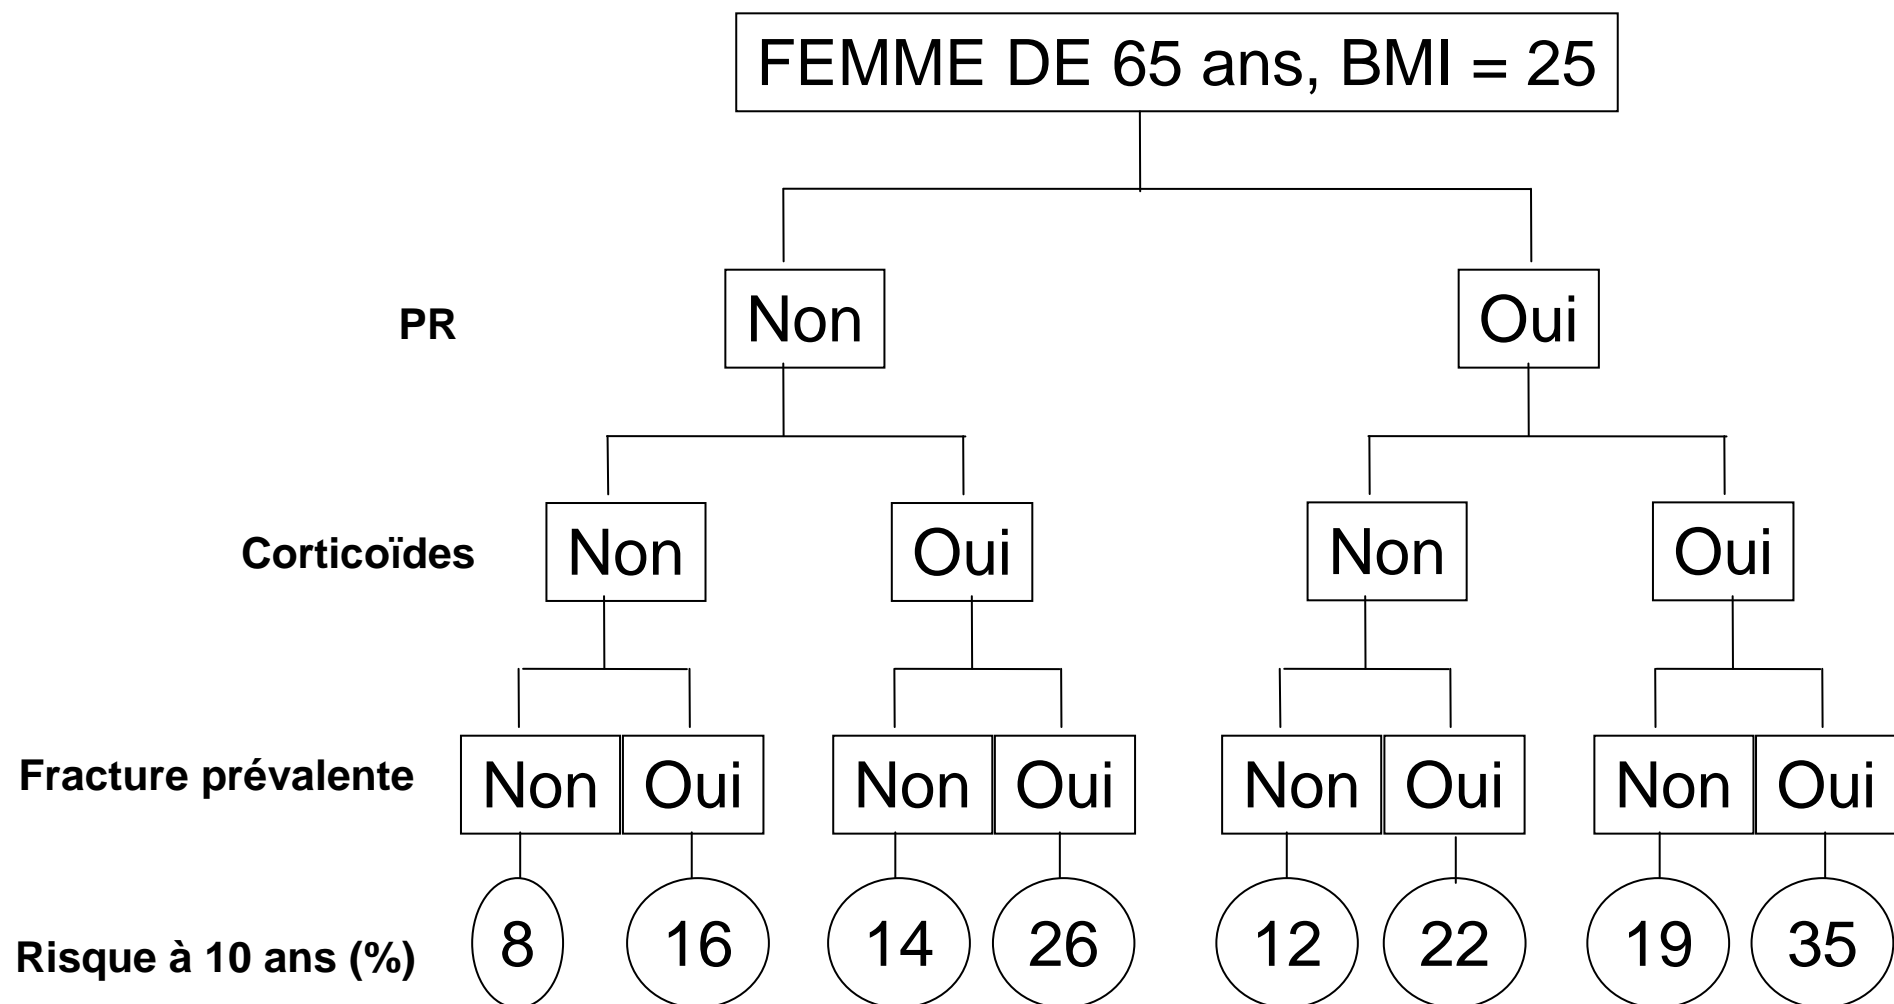 FEMME DE 65 ans, BMI = 25
PR Non Oui
Corticoïdes Non Oui Non Oui
Fracture prévalente Non Oui Non Oui Non Oui Non Oui
Risque à 10 ans (%) 8 16 14 26 12 22 19 35